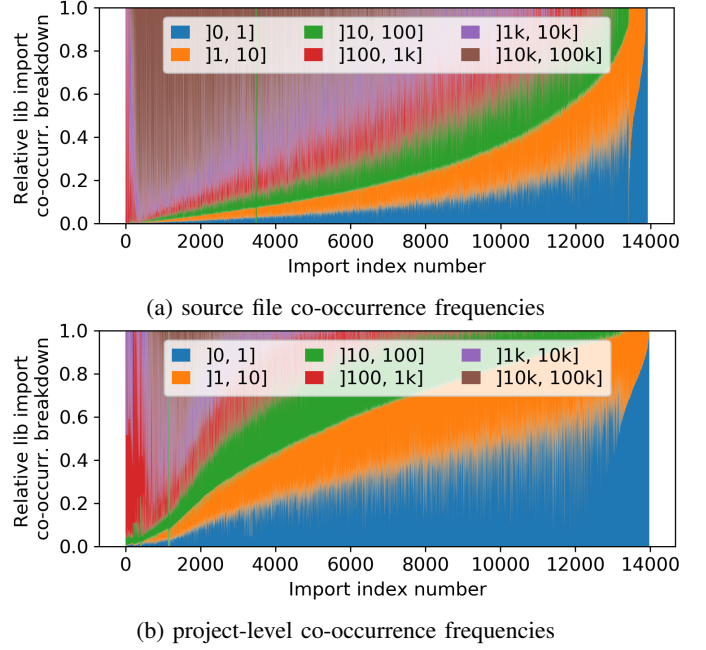 1.0
0.8
0.6
0.4
0.2
0.0
Relative lib import
co-occurr. breakdown
]0, 1] ]10, 100] ]1k, 10k]
]1, 10] ]100, 1k] ]10k, 100k]
0 2000 4000 6000 8000 10000 12000 14000
Import index number
(a) source file co-occurrence frequencies
1.0
0.8
0.6
0.4
0.2
0.0
Relative lib import
co-occurr. breakdown
]0, 1] ]10, 100] ]1k, 10k]
]1, 10] ]100, 1k] ]10k, 100k]
0 2000 4000 6000 8000 10000 12000 14000
Import index number
(b) project-level co-occurrence frequencies